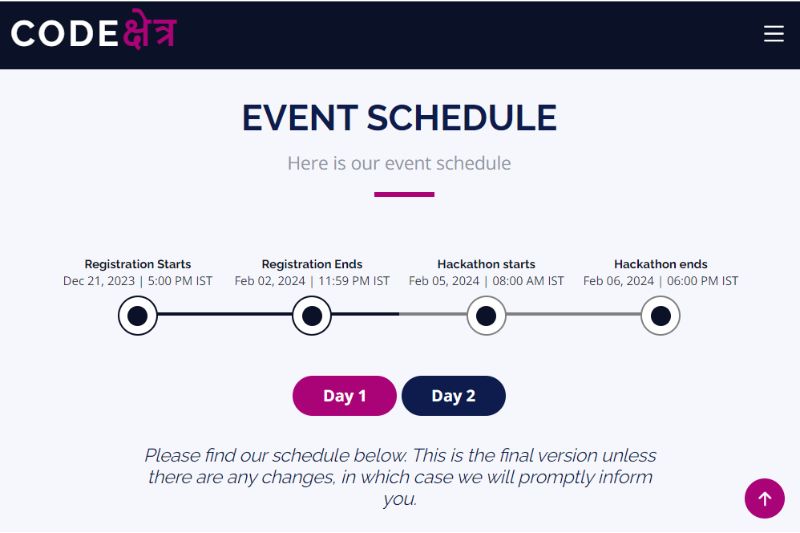 CODEक्षेत्र
EVENT SCHEDULE
Here is our event schedule
Registration Starts
Dec 21, 2023 | 5:00 PM IST
Registration Ends
Feb 02, 2024 | 11:59 PM IST
Hackathon starts
Feb 05, 2024 | 08:00 AM IST
Hackathon ends
Feb 06, 2024 | 06:00 PM IST
Day 1
Day 2
Please find our schedule below. This is the final version unless
there are any changes, in which case we will promptly inform
you.